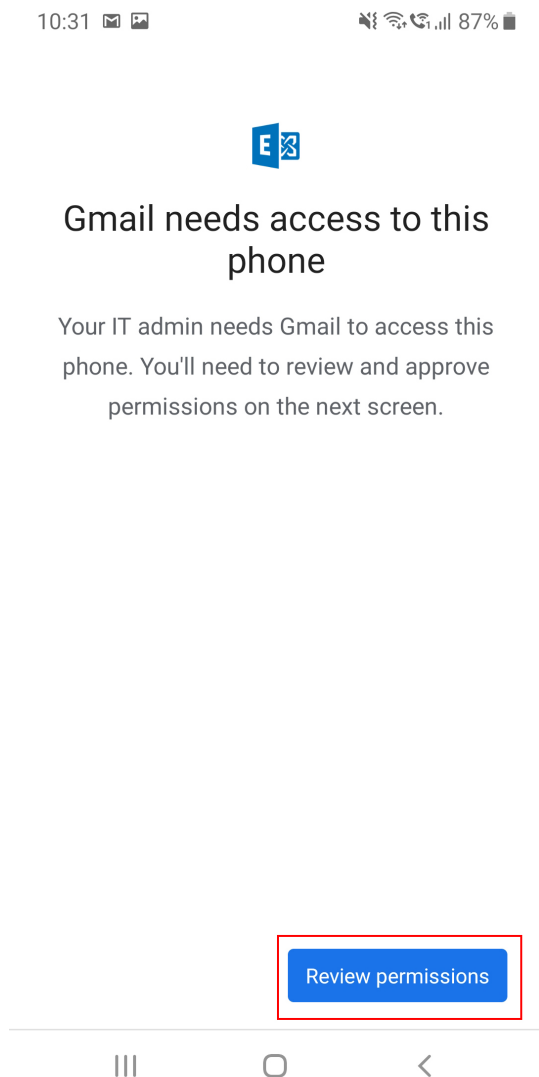 10:31 87%
E
Gmail needs access to this
phone
Your IT admin needs Gmail to access this
phone. You'll need to review and approve
permissions on the next screen.
Review permissions